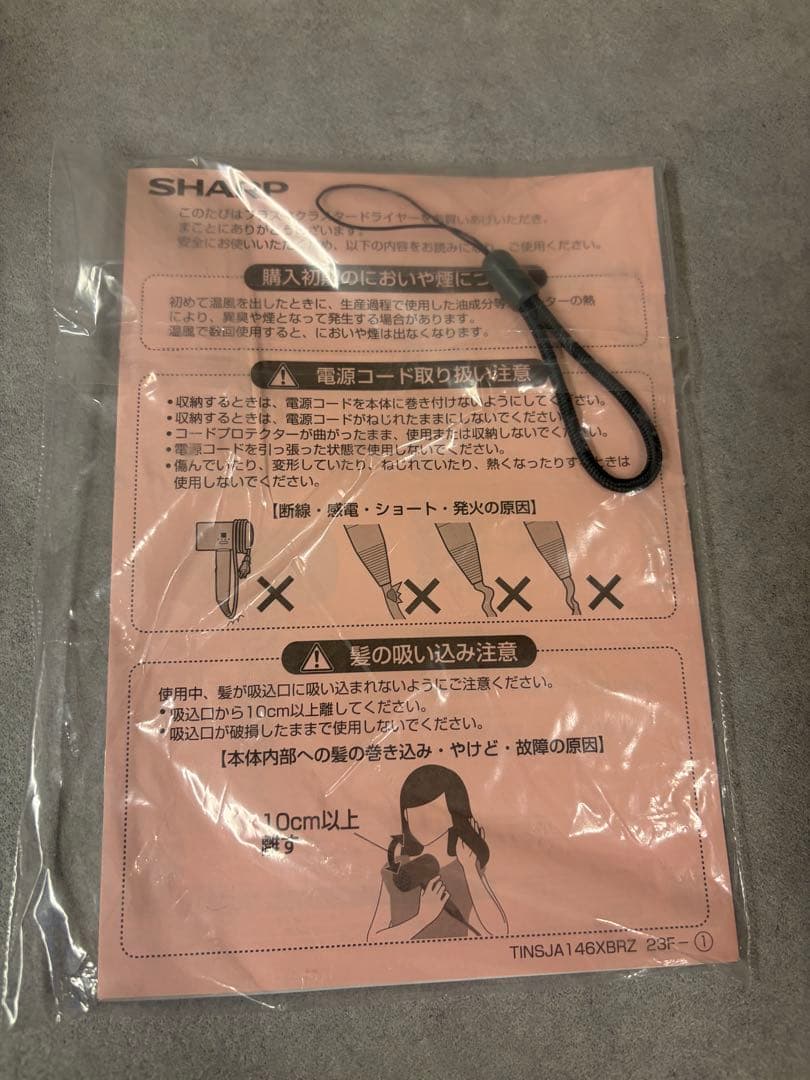 SHARP
このたびはプラズマクラスタードライヤーをお買いあげいただき、
まことにありがとうございます。
安全にお使いいただくため、以下の内容をお読みになり、ご使用ください。
購入初期のにおいや煙について
初めて温風を出したときに、生産過程で使用した油成分等がヒーターの熱
により、異臭や煙となって発生する場合があります。
温風で数回使用すると、においや煙は出なくなります。
電源コード取り扱い注意
•収納するときは、電源コードを本体に巻き付けないようにしてください。
•収納するときは、電源コードがねじれたままにしないでください。
•コードプロテクターが曲がったまま、使用または収納しないでください。
•電源コードを引っ張った状態で使用しないでください。
•傷んでいたり、変形していたり、ねじれていたり、熱くなったりするときは
使用しないでください。
【断線・感電・ショート・発火の原因】
髪の吸い込み注意
使用中、髪が吸込口に吸い込まれないようにご注意ください。
•吸込口から10cm以上離してください。
•吸込口が破損したままで使用しないでください。
【本体内部への髪の巻き込み・やけど・故障の原因】
10cm以上
離す
TINSJA146XBRZ 23F-①